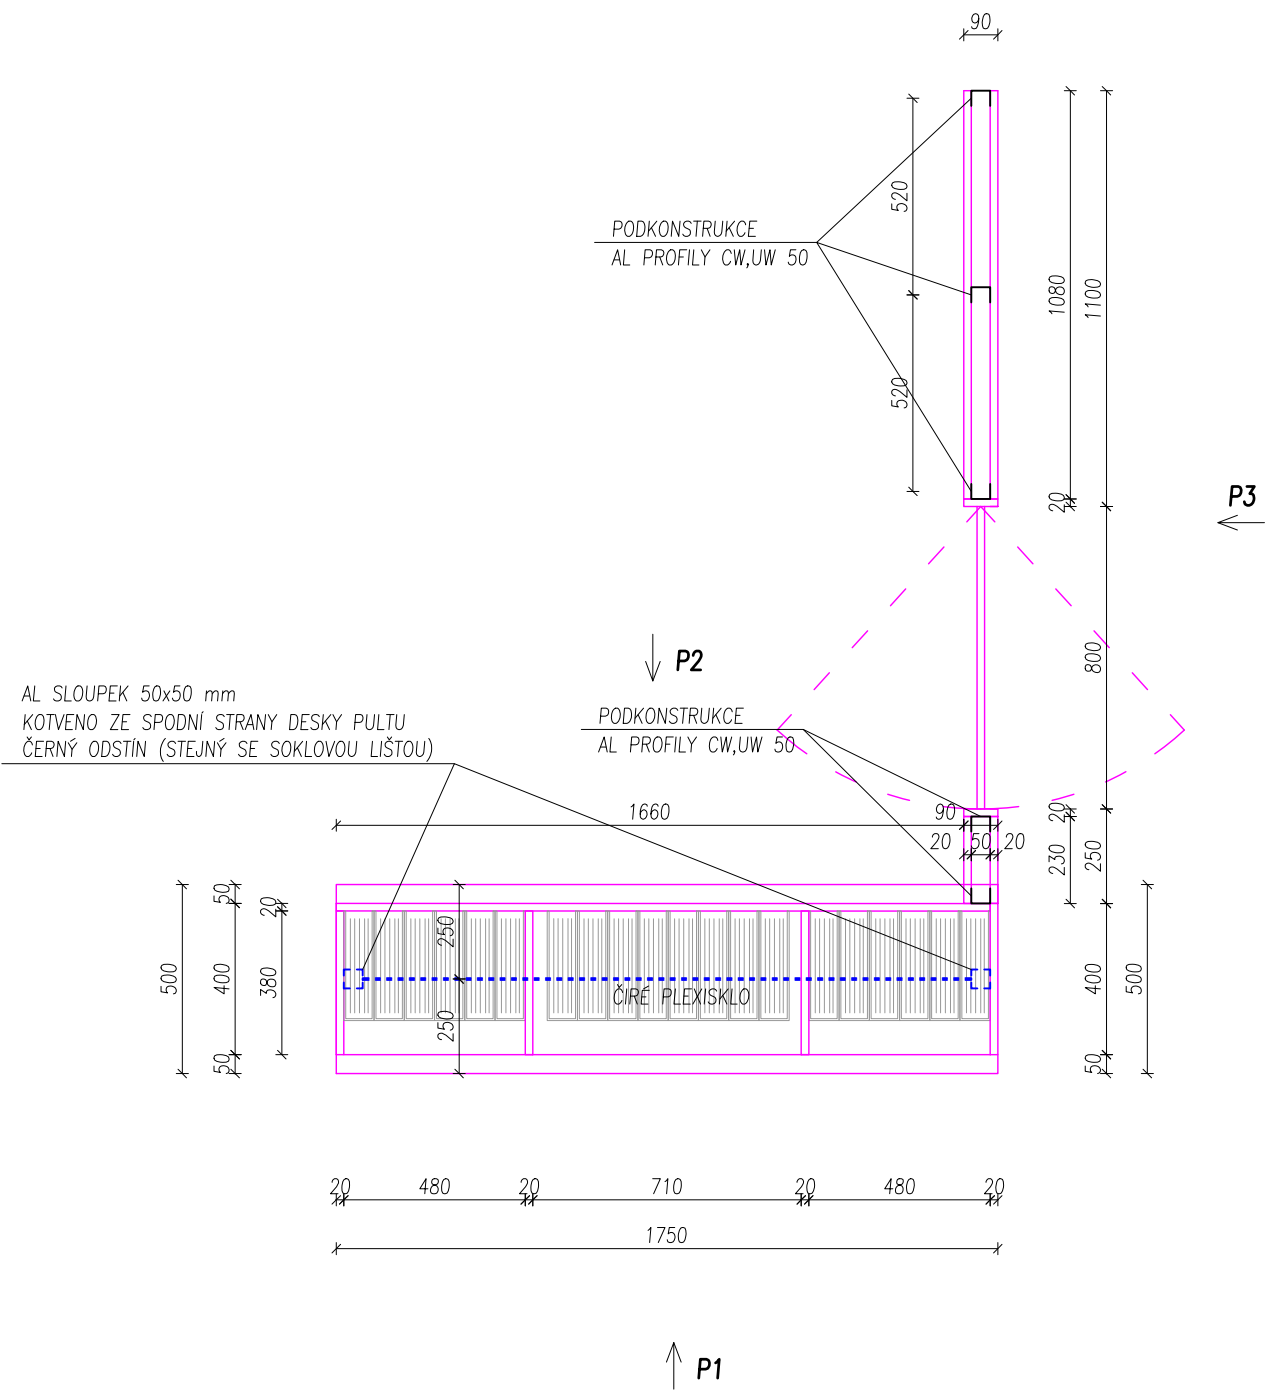 90
520
PODKONSTRUKCE
AL PROFILY CW,UW 50
1080
1100
520
20
P3
800
P2
AL SLOUPEK 50x50 mm
KOTVENO ZE SPODNÍ STRANY DESKY PULTU
ČERNÝ ODSTÍN (STEJNÝ SE SOKLOVOU LIŠTOU)
PODKONSTRUKCE
AL PROFILY CW,UW 50
1660
90
20
20 50 20
230
250
50
20
250
500
400
380
ČIRÉ PLEXISKLO
400
500
250
50
50
20 480 20 710 20 480 20
1750
P1